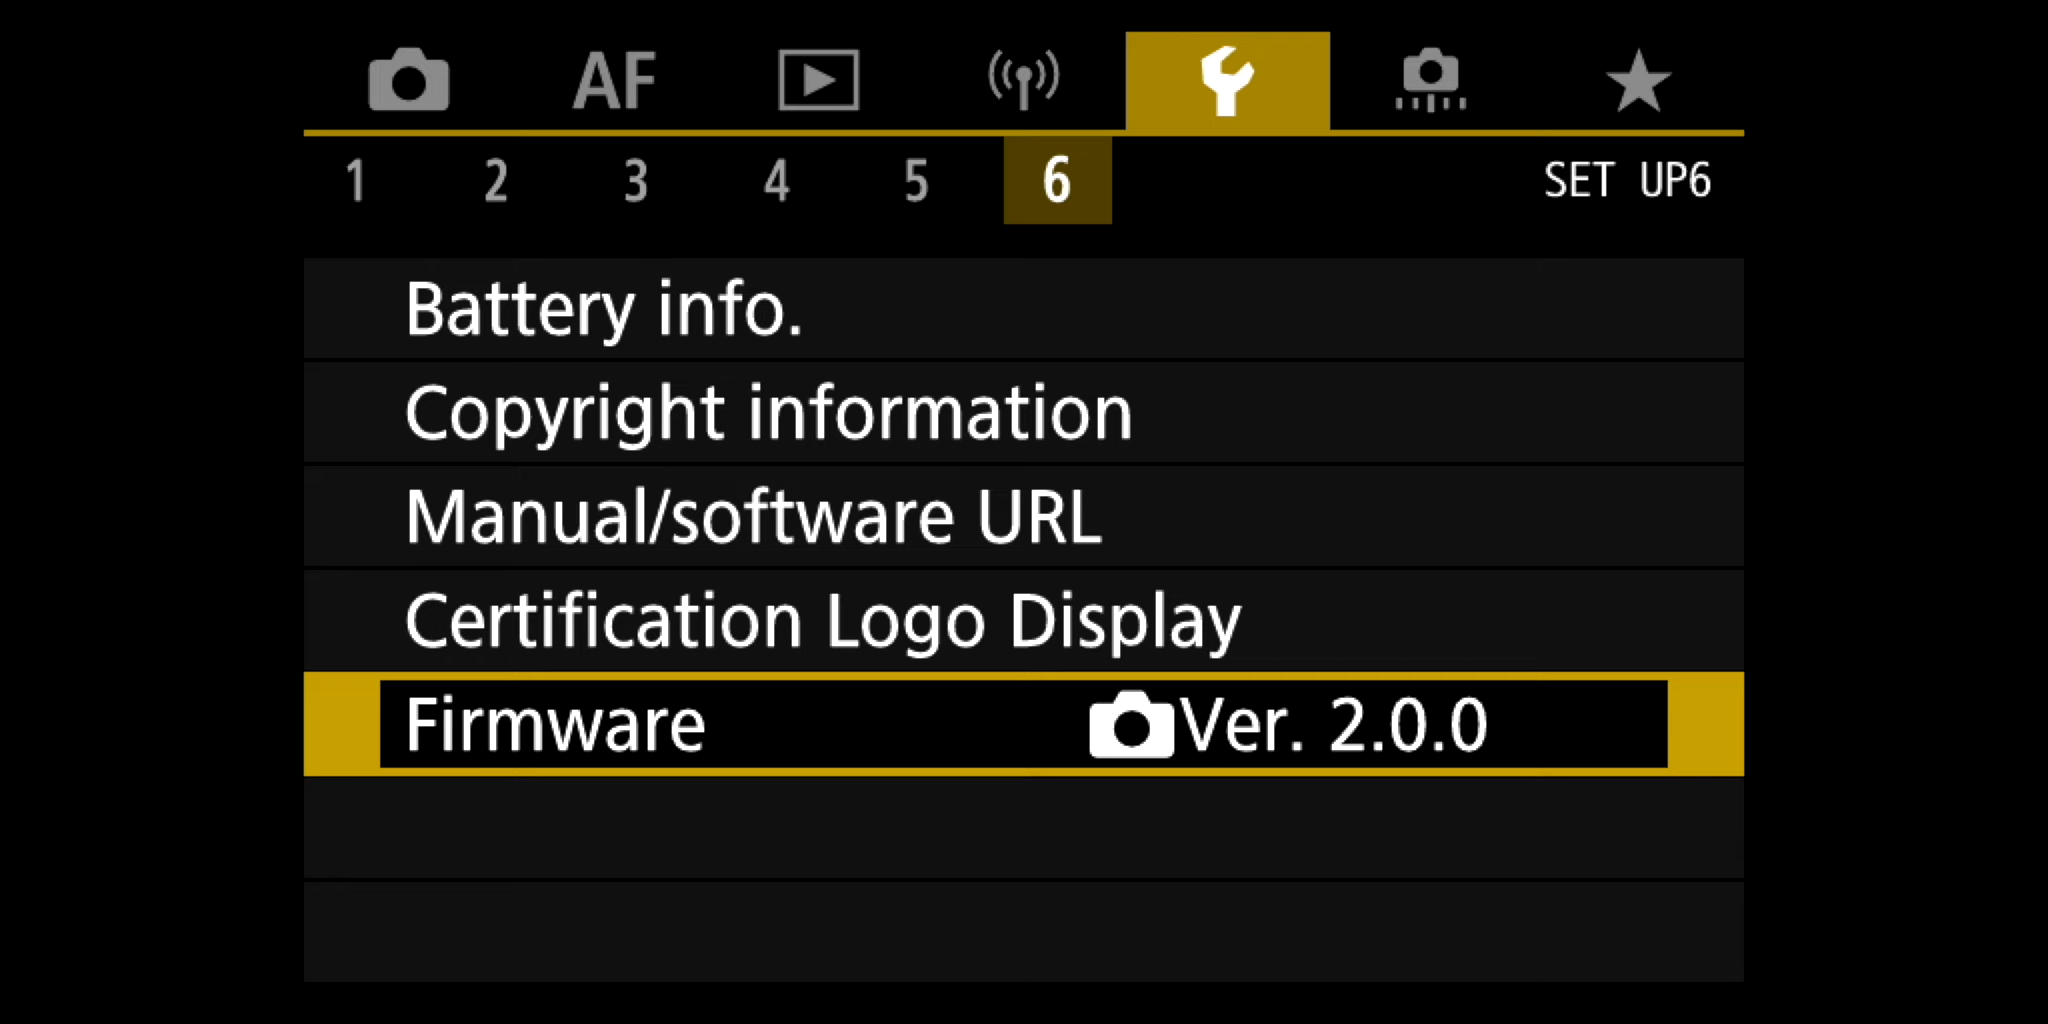 AF
1 2 3 4 5 6 SET UP6
Battery info.
Copyright information
Manual/software URL
Certification Logo Display
Firmware Ver. 2.0.0